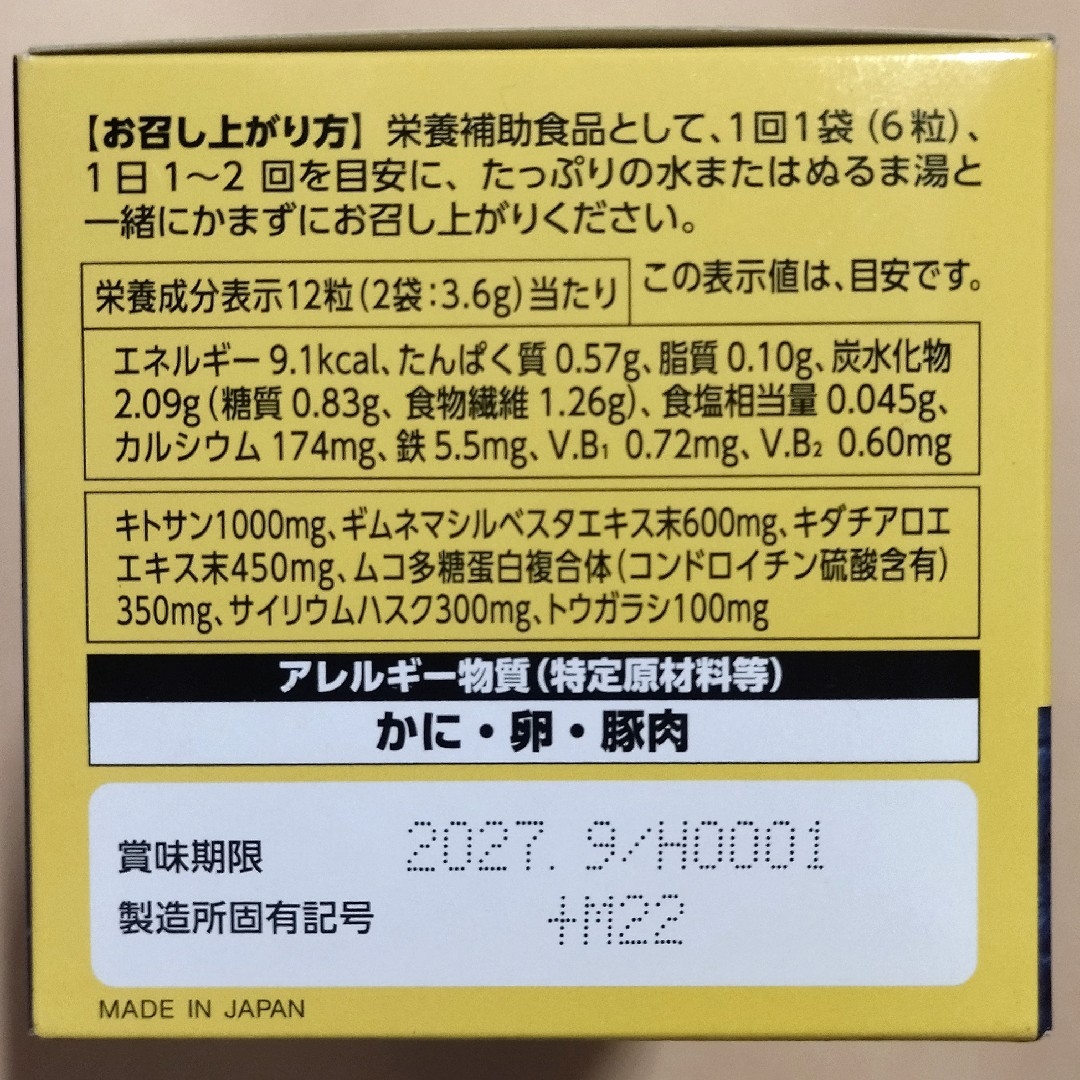 【お召し上がり方】栄養補助食品として、1回1袋(6粒)、
1日1〜2 回を目安に、たっぷりの水またはぬるま湯と
一緒にかまずにお召し上がりください。
栄養成分表示12粒(2袋:3.6g)当たり
この表示値は、目安です。
エネルギー 9.1kcal、たんぱく質 0.57g、脂質 0.10g、炭水化物
2.09g(糖質 0.83g、食物繊維 1.26g)、食塩相当量 0.045g、
カルシウム 174mg、鉄 5.5mg、V.B₁ 0.72mg、V.B₂ 0.60mg
キトサン1000mg、ギムネマシルベスタエキス末600mg、キダチアロエ
エキス末450mg、ムコ多糖蛋白複合体(コンドロイチン硫酸含有)
350mg、サイリウムハスク300mg、トウガラシ100mg
アレルギー物質(特定原材料等)
かに・卵・豚肉
賞味期限 2027. 9/H0001
製造所固有記号 +M22
MADE IN JAPAN